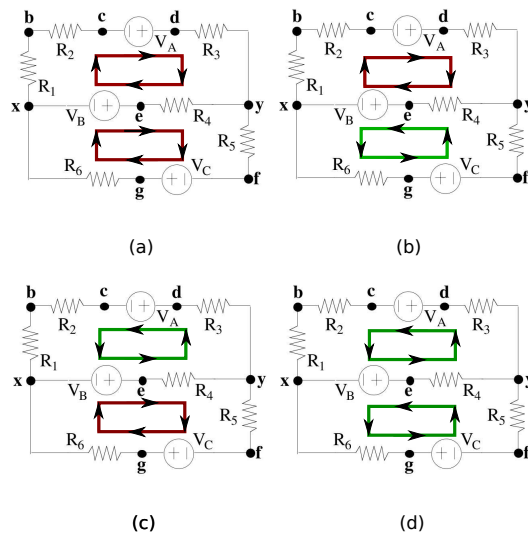 b c d
R2 VA R3
R1
x VB e R4 y
R5
R6 VC f
g
(a)
b c d
R2 VA R3
R1
x VB e R4 y
R5
R6 VC f
g
(b)
b c d
R2 VA R3
R1
x VB e R4 y
R5
R6 VC f
g
(c)
b c d
R2 VA R3
R1
x VB e R4 y
R5
R6 VC f
g
(d)